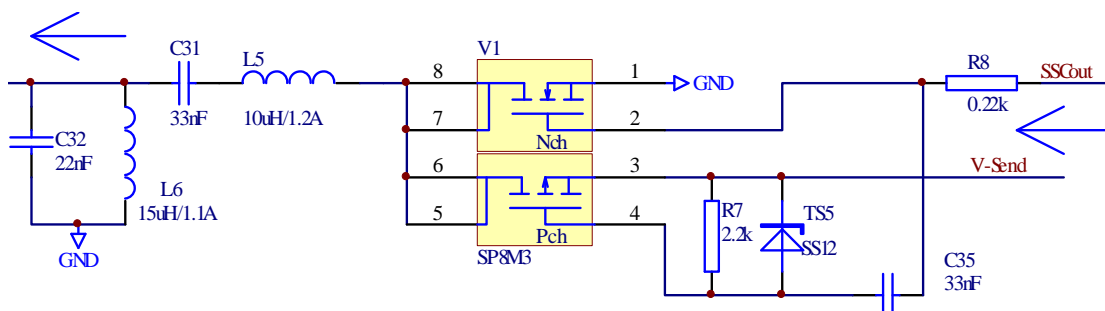 C31
33nF
L5
10uH/1.2A
V1
8
1
GND
7
2
Nch
R8
0.22k
SSCout
C32
22nF
L6
15uH/1.1A
GND
6
3
V-Send
5
4
Pch
SP8M3
R7
2.2k
TS5
SS12
C35
33nF